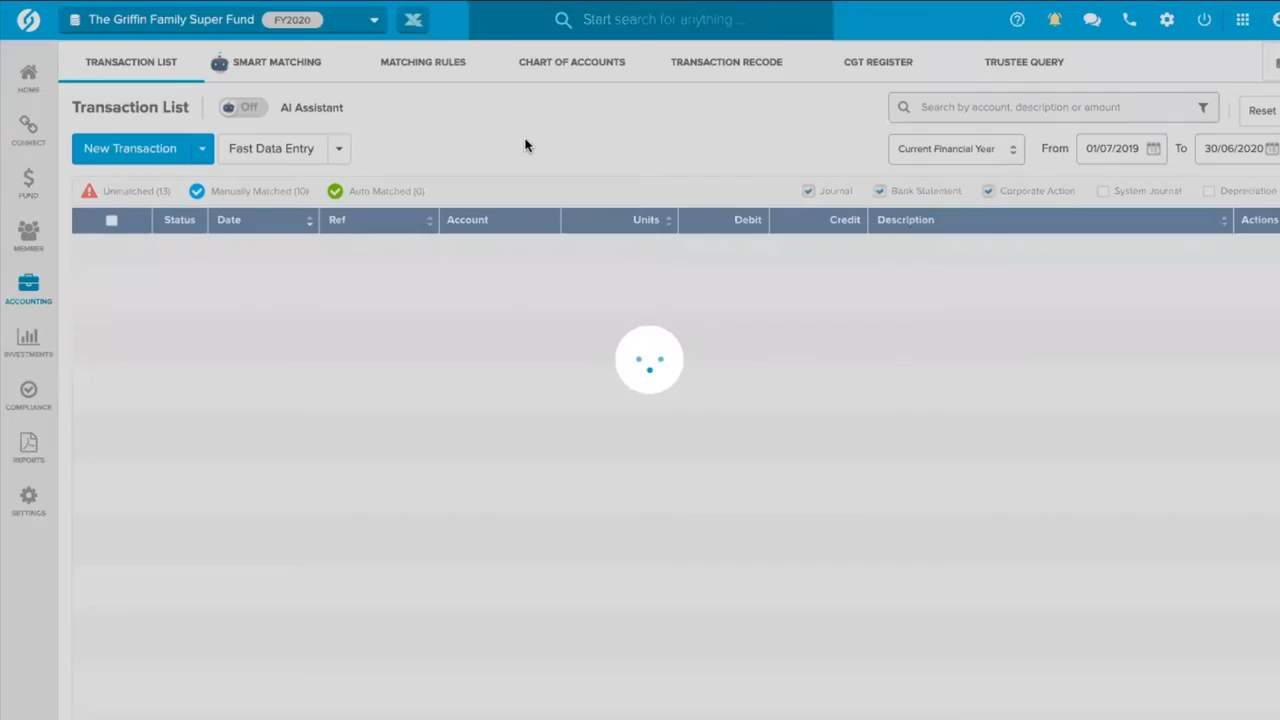 The Griffin Family Super Fund FY2020 Start search for anything ...
HOME
CONNECT
FUND
MEMBER
ACCOUNTING
INVESTMENTS
COMPLIANCE
REPORTS
SETTINGS
TRANSACTION LIST SMART MATCHING MATCHING RULES CHART OF ACCOUNTS TRANSACTION RECODE CGT REGISTER TRUSTEE QUERY
Transaction List Off AI Assistant Search by account, description or amount Reset
New Transaction Fast Data Entry Current Financial Year From 01/07/2019 To 30/06/2020
Unmatched (13) Manually Matched (10) Auto Matched (0) Journal Bank Statement Corporate Action System Journal Depreciation
Status Date Ref Account Units Debit Credit Description Actions